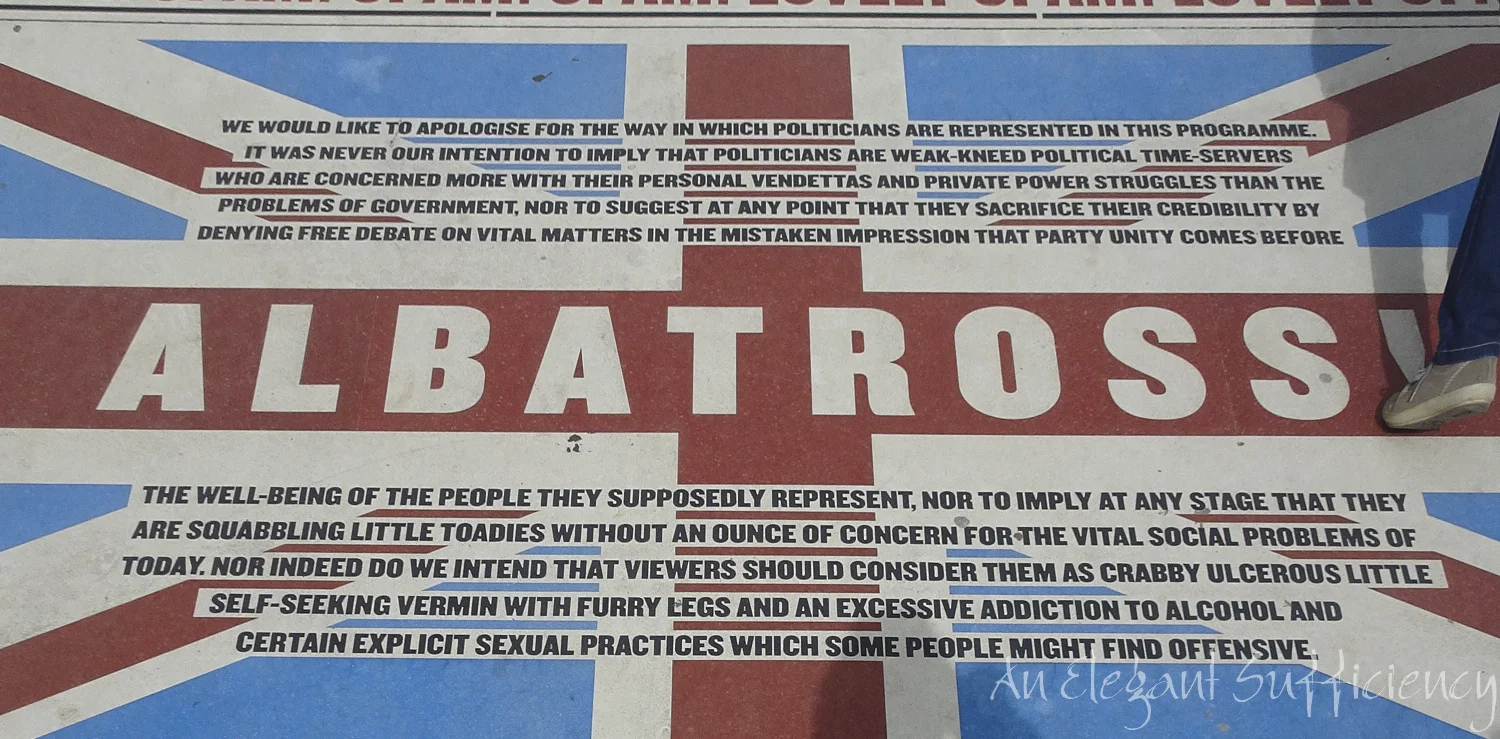 SPAM! LOVELY SPAM! LOVELY
WE WOULD LIKE TO APOLOGISE FOR THE WAY IN WHICH POLITICIANS ARE REPRESENTED IN THIS PROGRAMME.
IT WAS NEVER OUR INTENTION TO IMPLY THAT POLITICIANS ARE WEAK-KNEED POLITICAL TIME-SERVERS
WHO ARE CONCERNED MORE WITH THEIR PERSONAL VENDETTAS AND PRIVATE POWER STRUGGLES THAN THE
PROBLEMS OF GOVERNMENT, NOR TO SUGGEST AT ANY POINT THAT THEY SACRIFICE THEIR CREDIBILITY BY
DENYING FREE DEBATE ON VITAL MATTERS IN THE MISTAKEN IMPRESSION THAT PARTY UNITY COMES BEFORE
ALBATROSS!
THE WELL-BEING OF THE PEOPLE THEY SUPPOSEDLY REPRESENT, NOR TO IMPLY AT ANY STAGE THAT THEY
ARE SQUABBLING LITTLE TOADIES WITHOUT AN OUNCE OF CONCERN FOR THE VITAL SOCIAL PROBLEMS OF
TODAY. NOR INDEED DO WE INTEND THAT VIEWERS SHOULD CONSIDER THEM AS CRABBY ULCEROUS LITTLE
SELF-SEEKING VERMIN WITH FURRY LEGS AND AN EXCESSIVE ADDICTION TO ALCOHOL AND
CERTAIN EXPLICIT SEXUAL PRACTICES WHICH SOME PEOPLE MIGHT FIND OFFENSIVE.
An Elegant Sufficiency